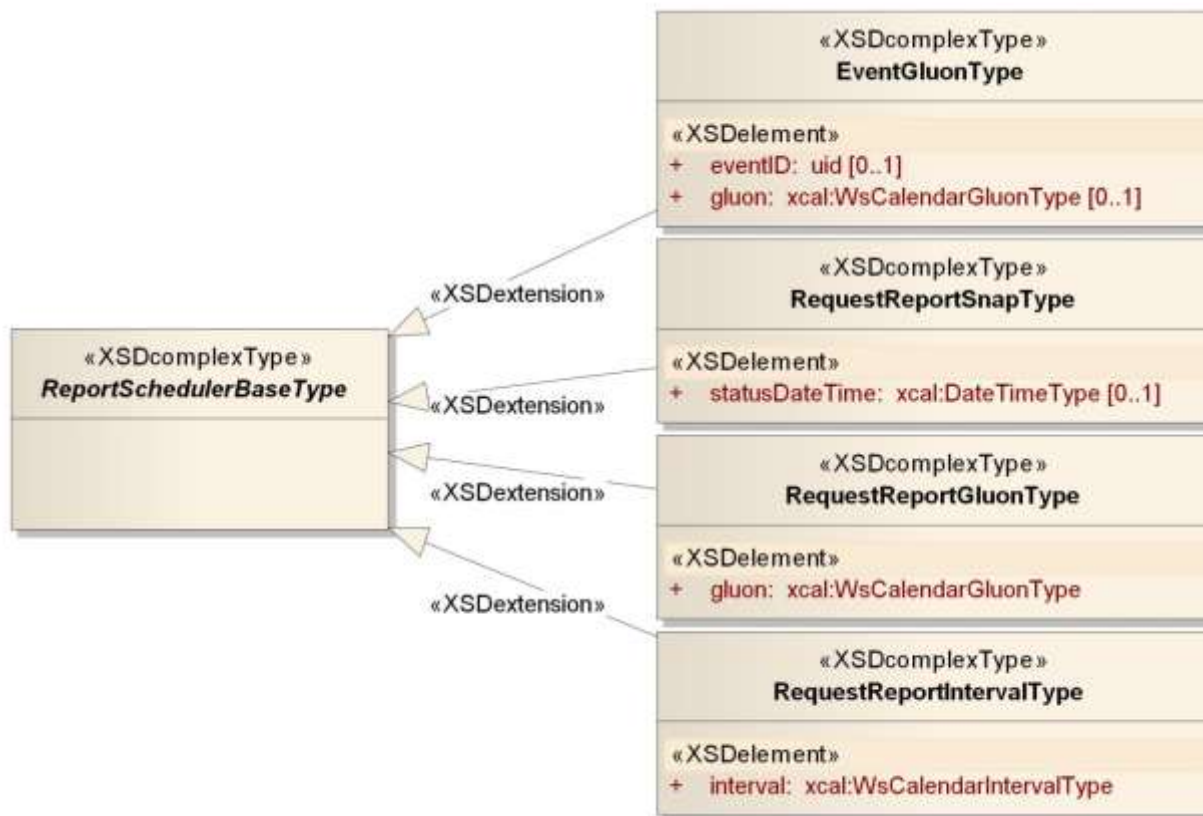 «XSDcomplexType»
EventGluonType
«XSDelement»
+ eventID: uid [0..1]
+ gluon: xcal:WsCalendarGluonType [0..1]
«XSDextension»
«XSDcomplexType»
ReportSchedulerBaseType
«XSDcomplexType»
RequestReportSnapType
«XSDelement»
+ statusDateTime: xcal:DateTimeType [0..1]
«XSDextension»
«XSDcomplexType»
RequestReportGluonType
«XSDelement»
+ gluon: xcal:WsCalendarGluonType
«XSDextension»
«XSDextension»
«XSDcomplexType»
RequestReportIntervalType
«XSDelement»
+ interval: xcal:WsCalendarIntervalType